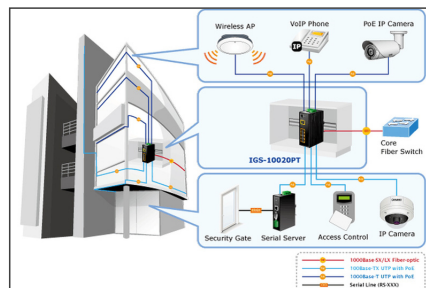 Wireless AP
VoIP Phone
PoE IP Camera
IP
IGS-10020PT
Core
Fiber Switch
Security Gate
Serial Server
Access Control
IP Camera
1000Base-SX/LX Fiber-optic
100Base-TX UTP with PoE
1000Base-T UTP with PoE
Serial Line (RS-XXX)